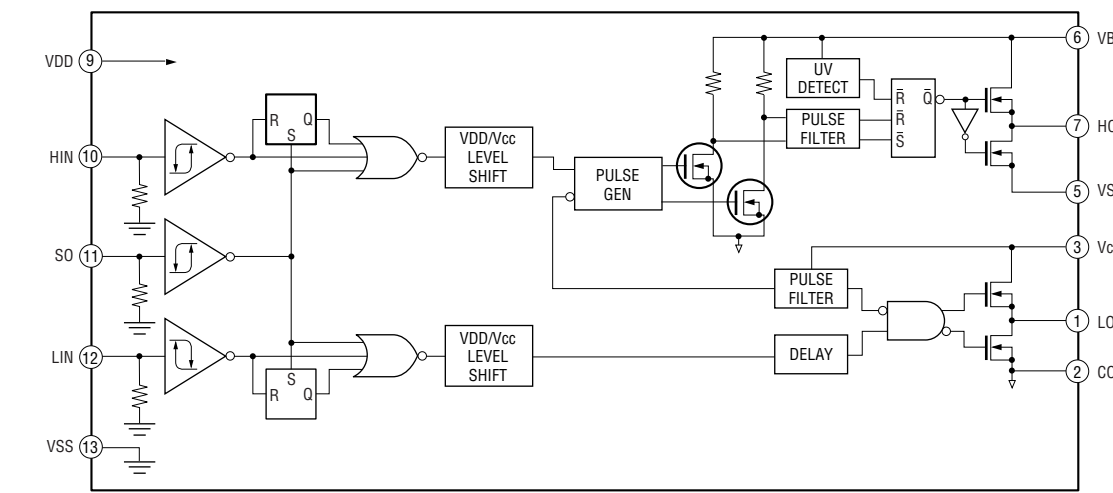 VDD 9
HIN 10
SO 11
LIN 12
VSS 13
R Q
S
S
R Q
VDD/Vcc
LEVEL
SHIFT
VDD/Vcc
LEVEL
SHIFT
PULSE
GEN
UV
DETECT
PULSE
FILTER
R̅ Q̅
R̅
S̅
PULSE
FILTER
DELAY
6 VB
7 HO
5 VS
3 Vc
1 LO
2 CO